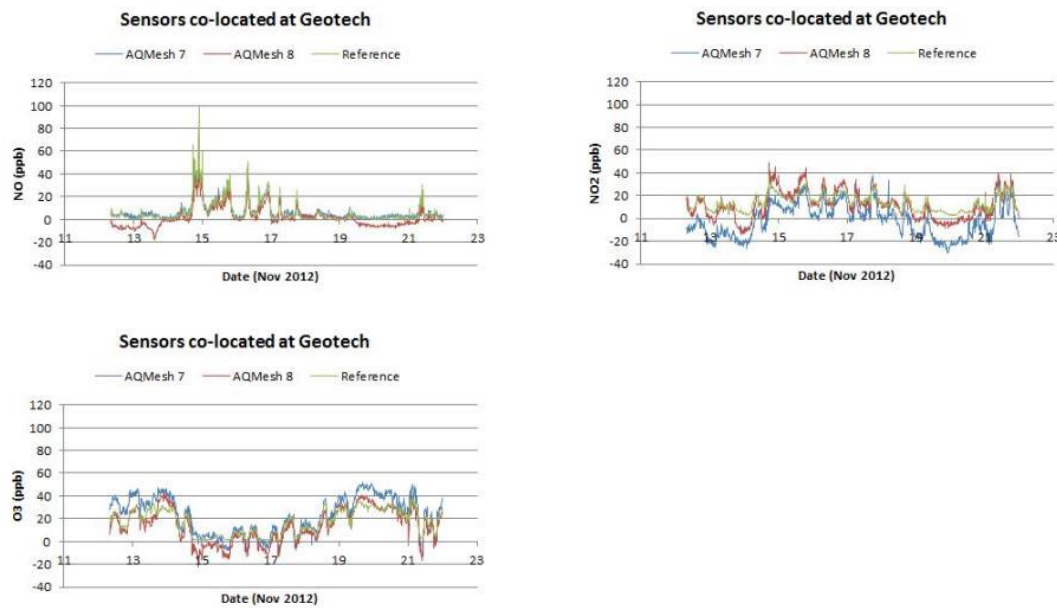 Sensors co-located at Geotech
AQMesh 7 AQMesh 8 Reference
120
100
80
60
40
20
0
-20
-40
NO (ppb)
11 13 15 17 19 21 23
Date (Nov 2012)
Sensors co-located at Geotech
AQMesh 7 AQMesh 8 Reference
120
100
80
60
40
20
0
-20
-40
NO2 (ppb)
11 13 15 17 19 21 23
Date (Nov 2012)
Sensors co-located at Geotech
AQMesh 7 AQMesh 8 Reference
120
100
80
60
40
20
0
-20
-40
O3 (ppb)
11 13 15 17 19 21 23
Date (Nov 2012)